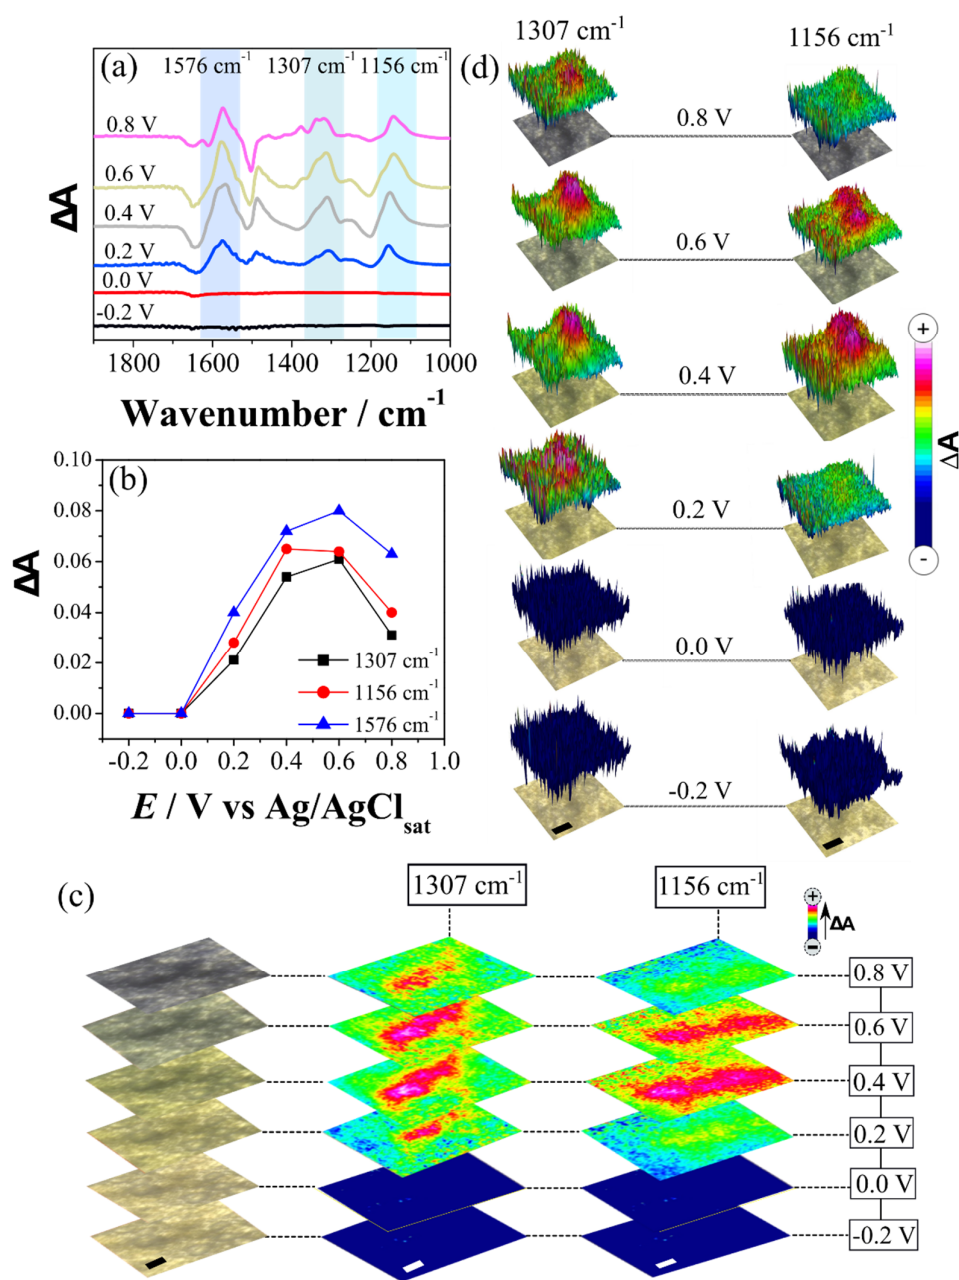 (a)
1576 cm⁻¹ 1307 cm⁻¹ 1156 cm⁻¹
0.8 V
0.6 V
0.4 V
0.2 V
0.0 V
-0.2 V
ΔA
1800 1600 1400 1200 1000
Wavenumber / cm⁻¹
(b)
0.10
0.08
0.06
0.04
0.02
0.00
ΔA
1307 cm⁻¹
1156 cm⁻¹
1576 cm⁻¹
-0.2 0.0 0.2 0.4 0.6 0.8 1.0
E / V vs Ag/AgCl_sat
(d)
1307 cm⁻¹ 1156 cm⁻¹
0.8 V
0.6 V
0.4 V
0.2 V
0.0 V
-0.2 V
+
ΔA
-
(c)
1307 cm⁻¹ 1156 cm⁻¹
+
ΔA
-
0.8 V
0.6 V
0.4 V
0.2 V
0.0 V
-0.2 V